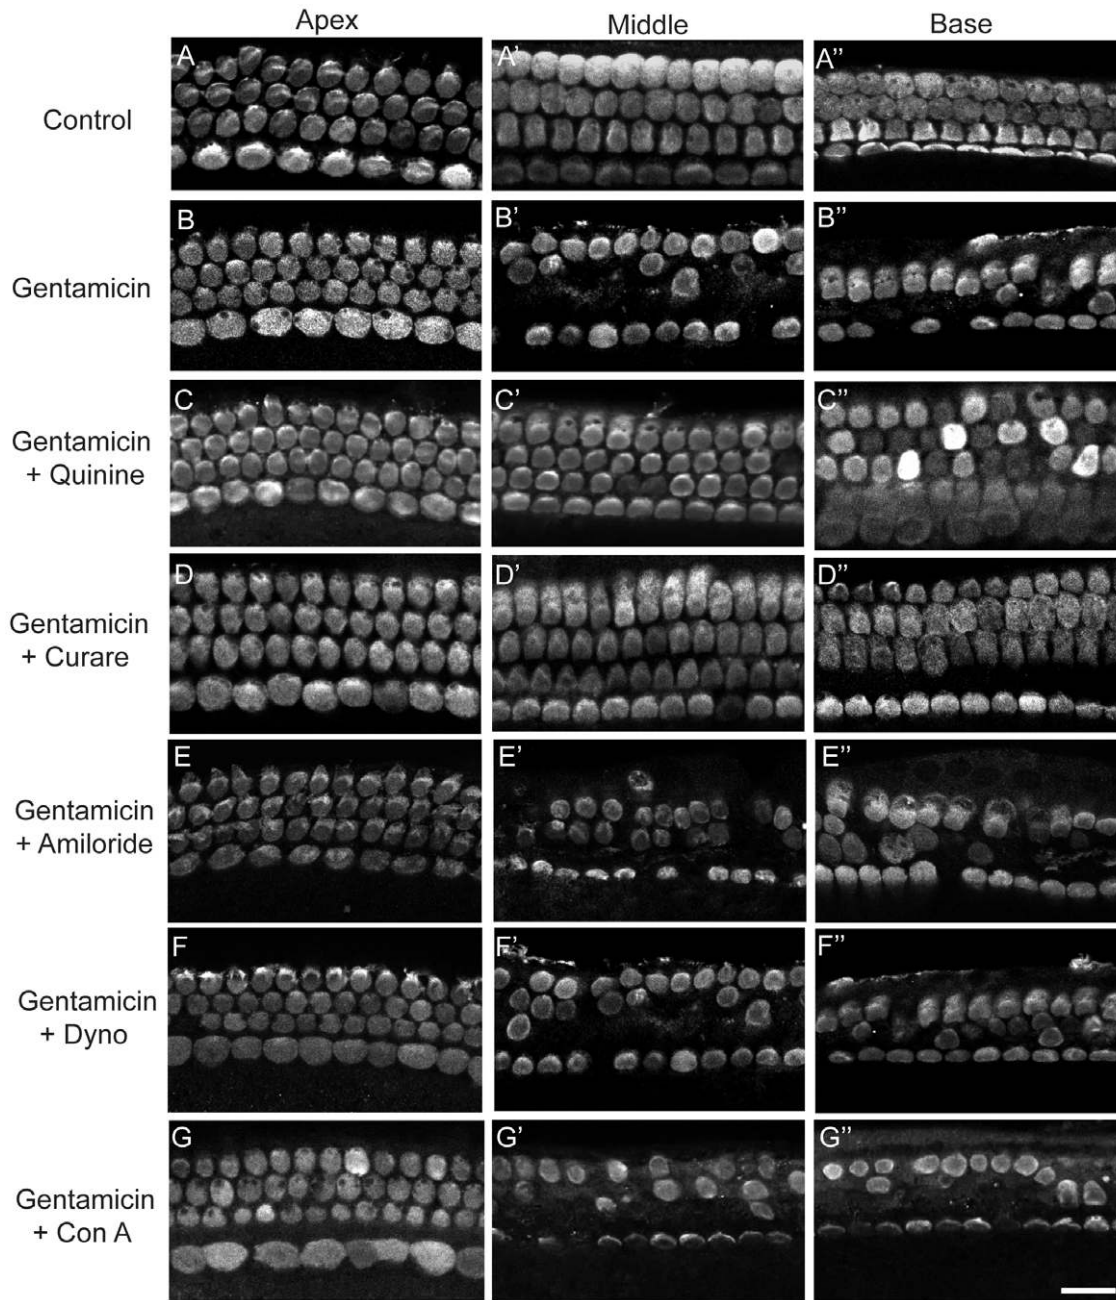 Apex Middle Base
Control
A A' A''
Gentamicin
B B' B''
Gentamicin
+ Quinine
C C' C''
Gentamicin
+ Curare
D D' D''
Gentamicin
+ Amiloride
E E' E''
Gentamicin
+ Dyno
F F' F''
Gentamicin
+ Con A
G G' G''